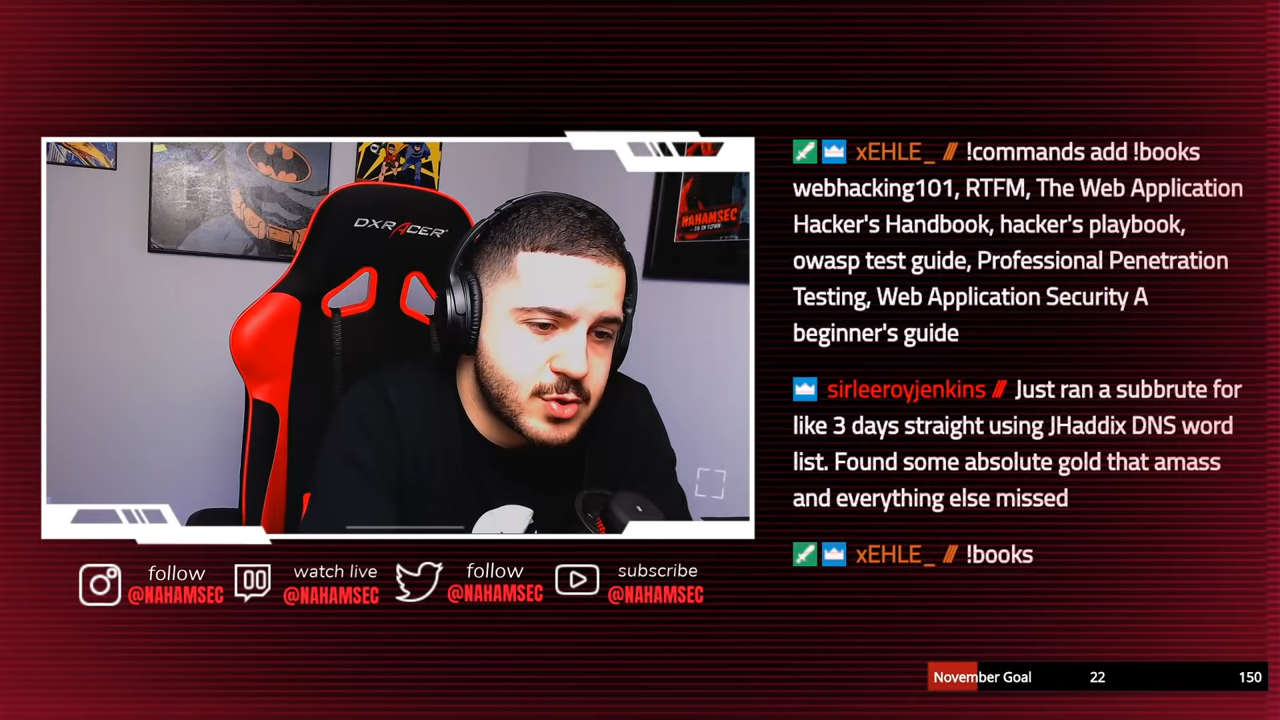 DXRACER
NAHAMSEC
xEHLE_ /// !commands add !books
webhacking101, RTFM, The Web Application
Hacker's Handbook, hacker's playbook,
owasp test guide, Professional Penetration
Testing, Web Application Security A
beginner's guide
sirleeroyjenkins /// Just ran a subbrute for
like 3 days straight using JHaddix DNS word
list. Found some absolute gold that amass
and everything else missed
xEHLE_ /// !books
follow
@NAHAMSEC
watch live
@NAHAMSEC
follow
@NAHAMSEC
subscribe
@NAHAMSEC
November Goal 22 150